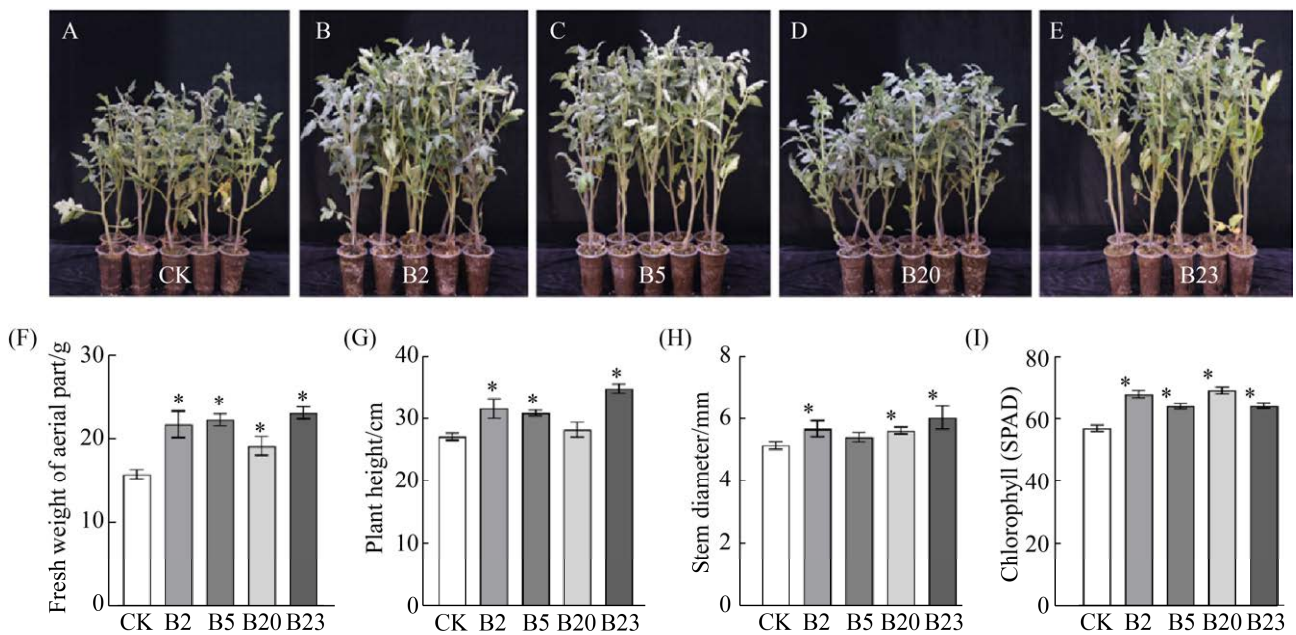 A
B
C
D
E
CK
B2
B5
B20
B23
(F)
Fresh weight of aerial part/g
30
20
10
0
* * * *
CK B2 B5 B20 B23
(G)
Plant height/cm
40
30
20
10
0
* * *
CK B2 B5 B20 B23
(H)
Stem diameter/mm
8
6
4
2
0
* * *
CK B2 B5 B20 B23
(I)
Chlorophyll (SPAD)
80
60
40
20
0
* * * *
CK B2 B5 B20 B23